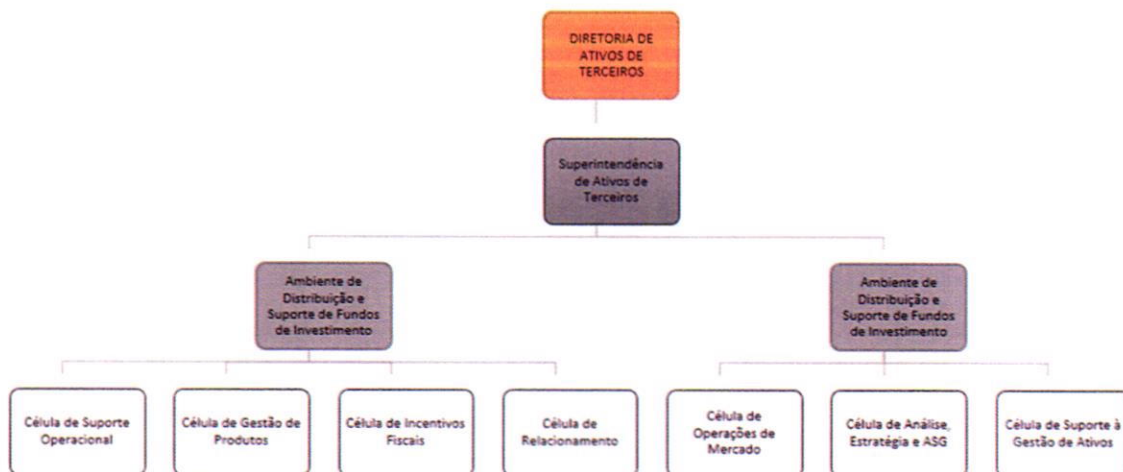 DIRETORIA DE
ATIVOS DE
TERCEIROS
Superintendência
de Ativos de
Terceiros
Ambiente de
Distribuição e
Suporte de Fundos
de Investimento
Ambiente de
Distribuição e
Suporte de Fundos
de Investimento
Célula de Suporte
Operacional
Célula de Gestão de
Produtos
Célula de Incentivos
Fiscais
Célula de
Relacionamento
Célula de
Operações de
Mercado
Célula de Análise,
Estratégia e ASG
Célula de Suporte à
Gestão de Ativos